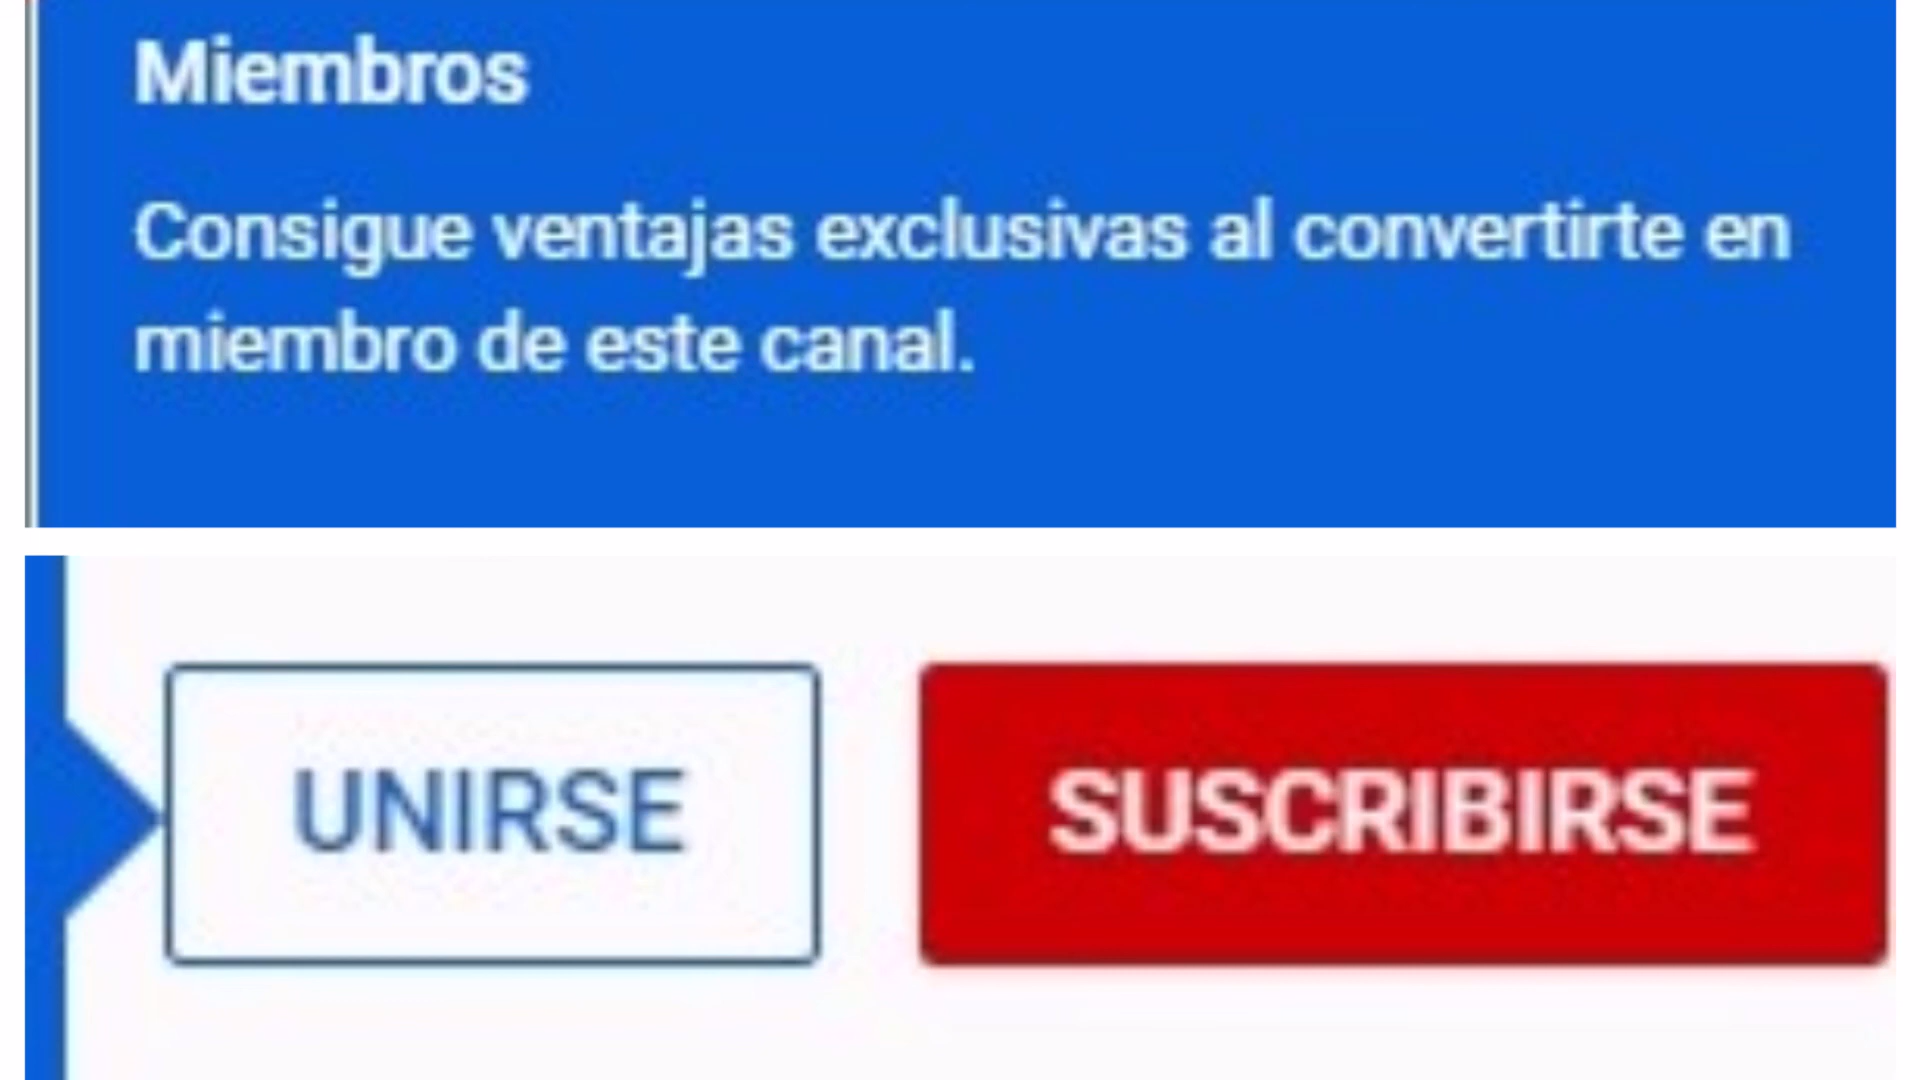 Miembros
Consigue ventajas exclusivas al convertirte en
miembro de este canal.
UNIRSE
SUSCRIBIRSE